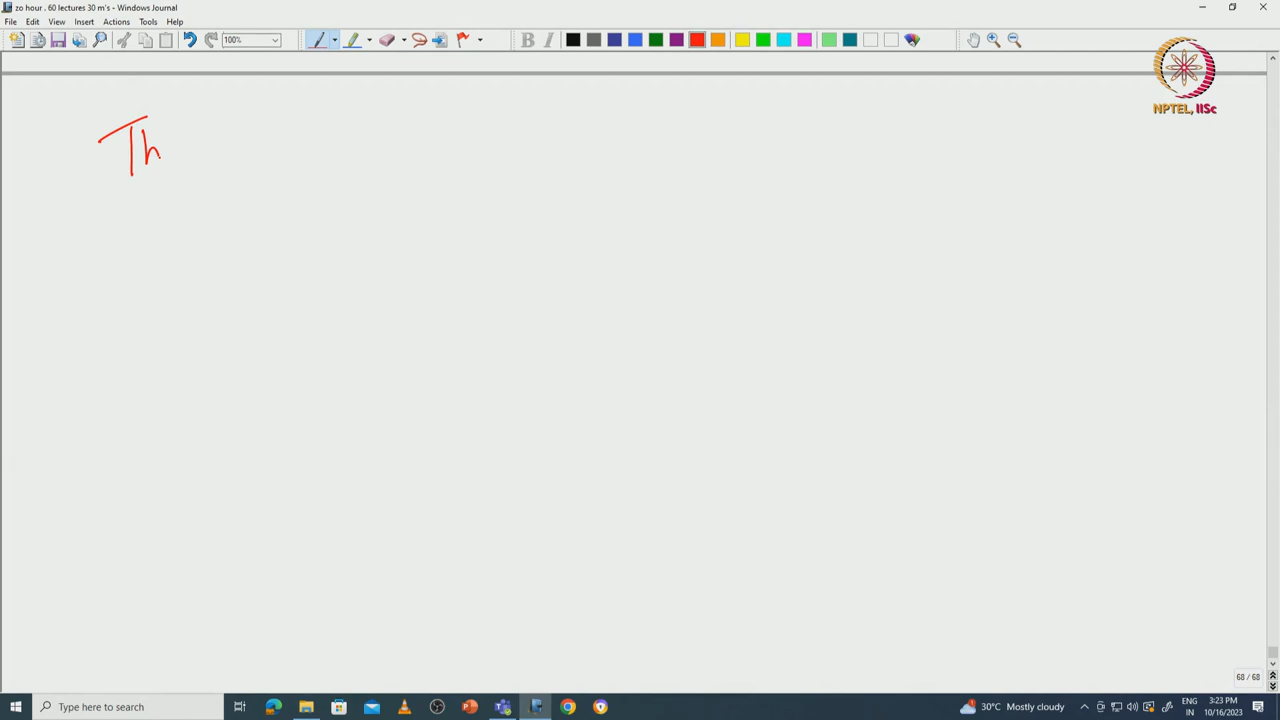 zo hour . 60 lectures 30 m's - Windows Journal
File Edit View Insert Actions Tools Help
100%
B I
NPTEL, IISc
Th
68 / 68
Type here to search
30°C Mostly cloudy
ENG
IN
3:23 PM
10/16/2023